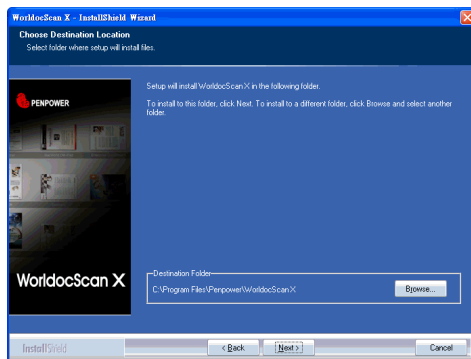 WorldocScan X - InstallShield Wizard
Choose Destination Location
Select folder where setup will install files.
PENPOWER
Setup will install WorldocScan X in the following folder.
To install to this folder, click Next. To install to a different folder, click Browse and select another
folder.
WorldocScan X
Destination Folder
C:\Program Files\Penpower\WorldocScan X
Browse...
InstallShield
< Back
Next >
Cancel